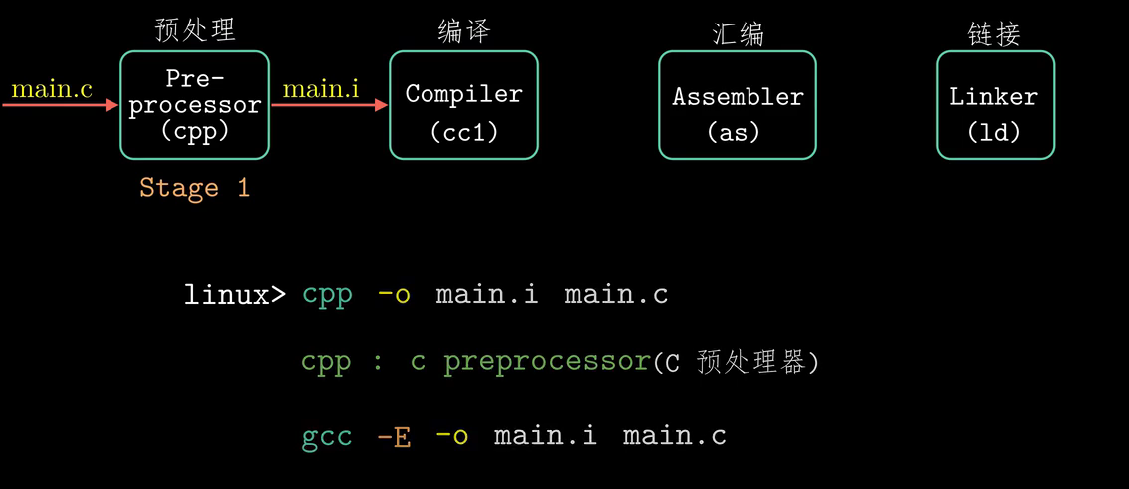 预处理
编译
汇编
链接
main.c
Pre-
processor
(cpp)
main.i
Compiler
(cc1)
Assembler
(as)
Linker
(ld)
Stage 1
linux> cpp -o main.i main.c
cpp : c preprocessor(C 预处理器)
gcc -E -o main.i main.c